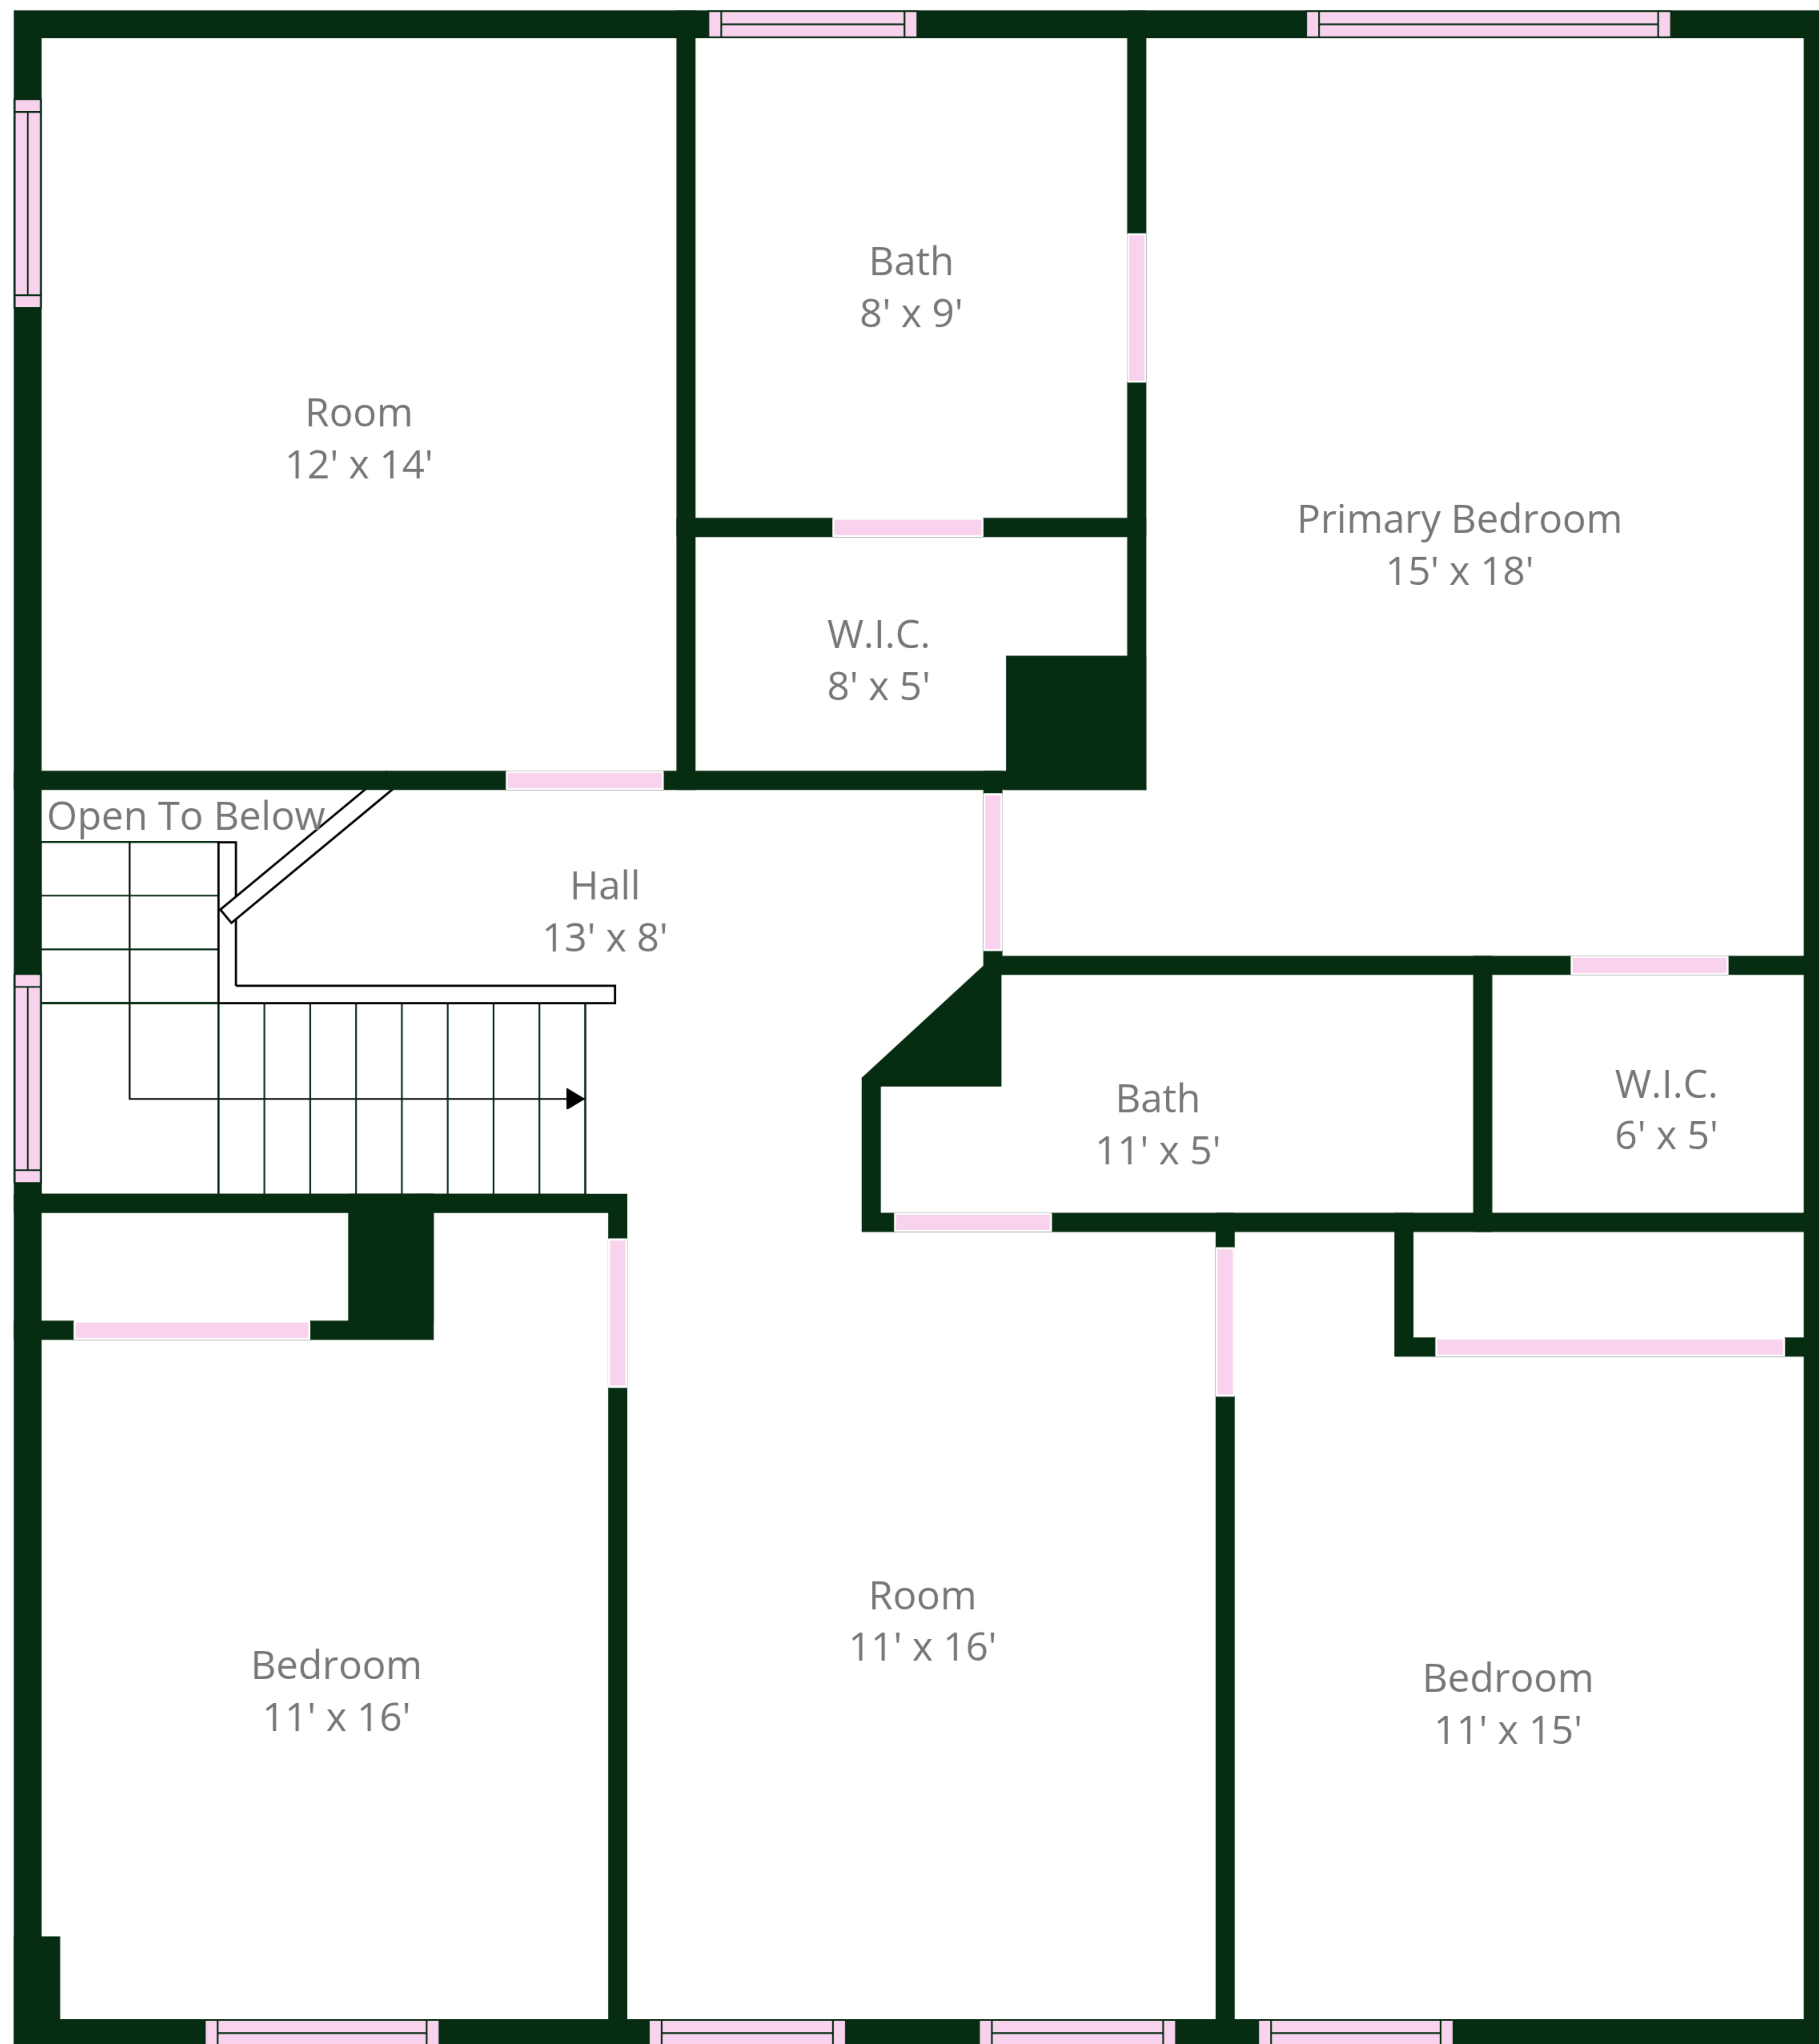 Bath
8' x 9'
Room
12' x 14'
Primary Bedroom
15' x 18'
W.I.C.
8' x 5'
Open To Below
Hall
13' x 8'
Bath
11' x 5'
W.I.C.
6' x 5'
Room
11' x 16'
Bedroom
11' x 16'
Bedroom
11' x 15'